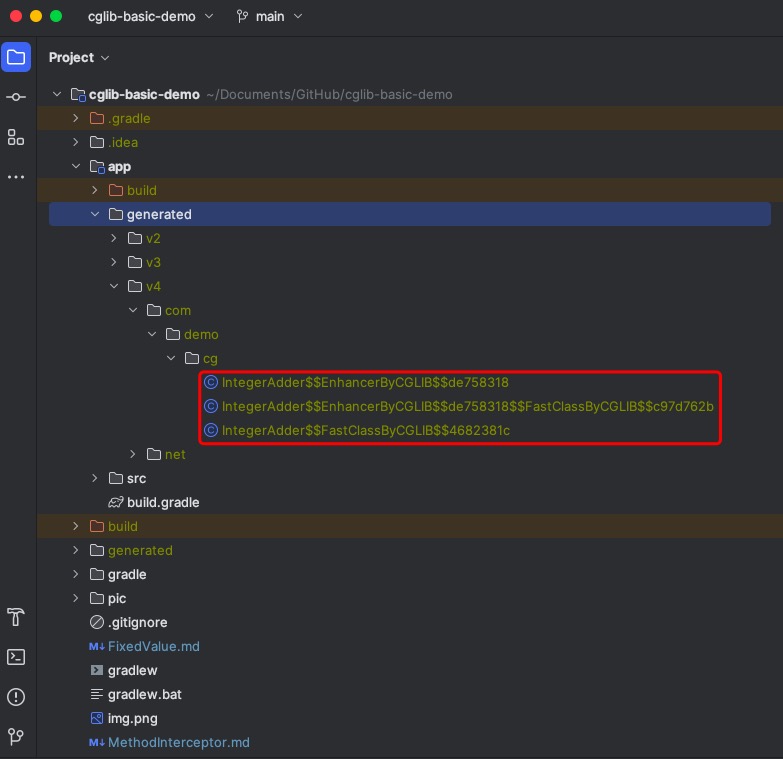 cglib-basic-demo main
Project
cglib-basic-demo ~/Documents/GitHub/cglib-basic-demo
.gradle
.idea
app
build
generated
v2
v3
v4
com
demo
cg
IntegerAdder$$EnhancerByCGLIB$$de758318
IntegerAdder$$EnhancerByCGLIB$$de758318$$FastClassByCGLIB$$c97d762b
IntegerAdder$$FastClassByCGLIB$$4682381c
net
src
build.gradle
build
generated
gradle
pic
.gitignore
M↓ FixedValue.md
gradlew
gradlew.bat
img.png
M↓ MethodInterceptor.md